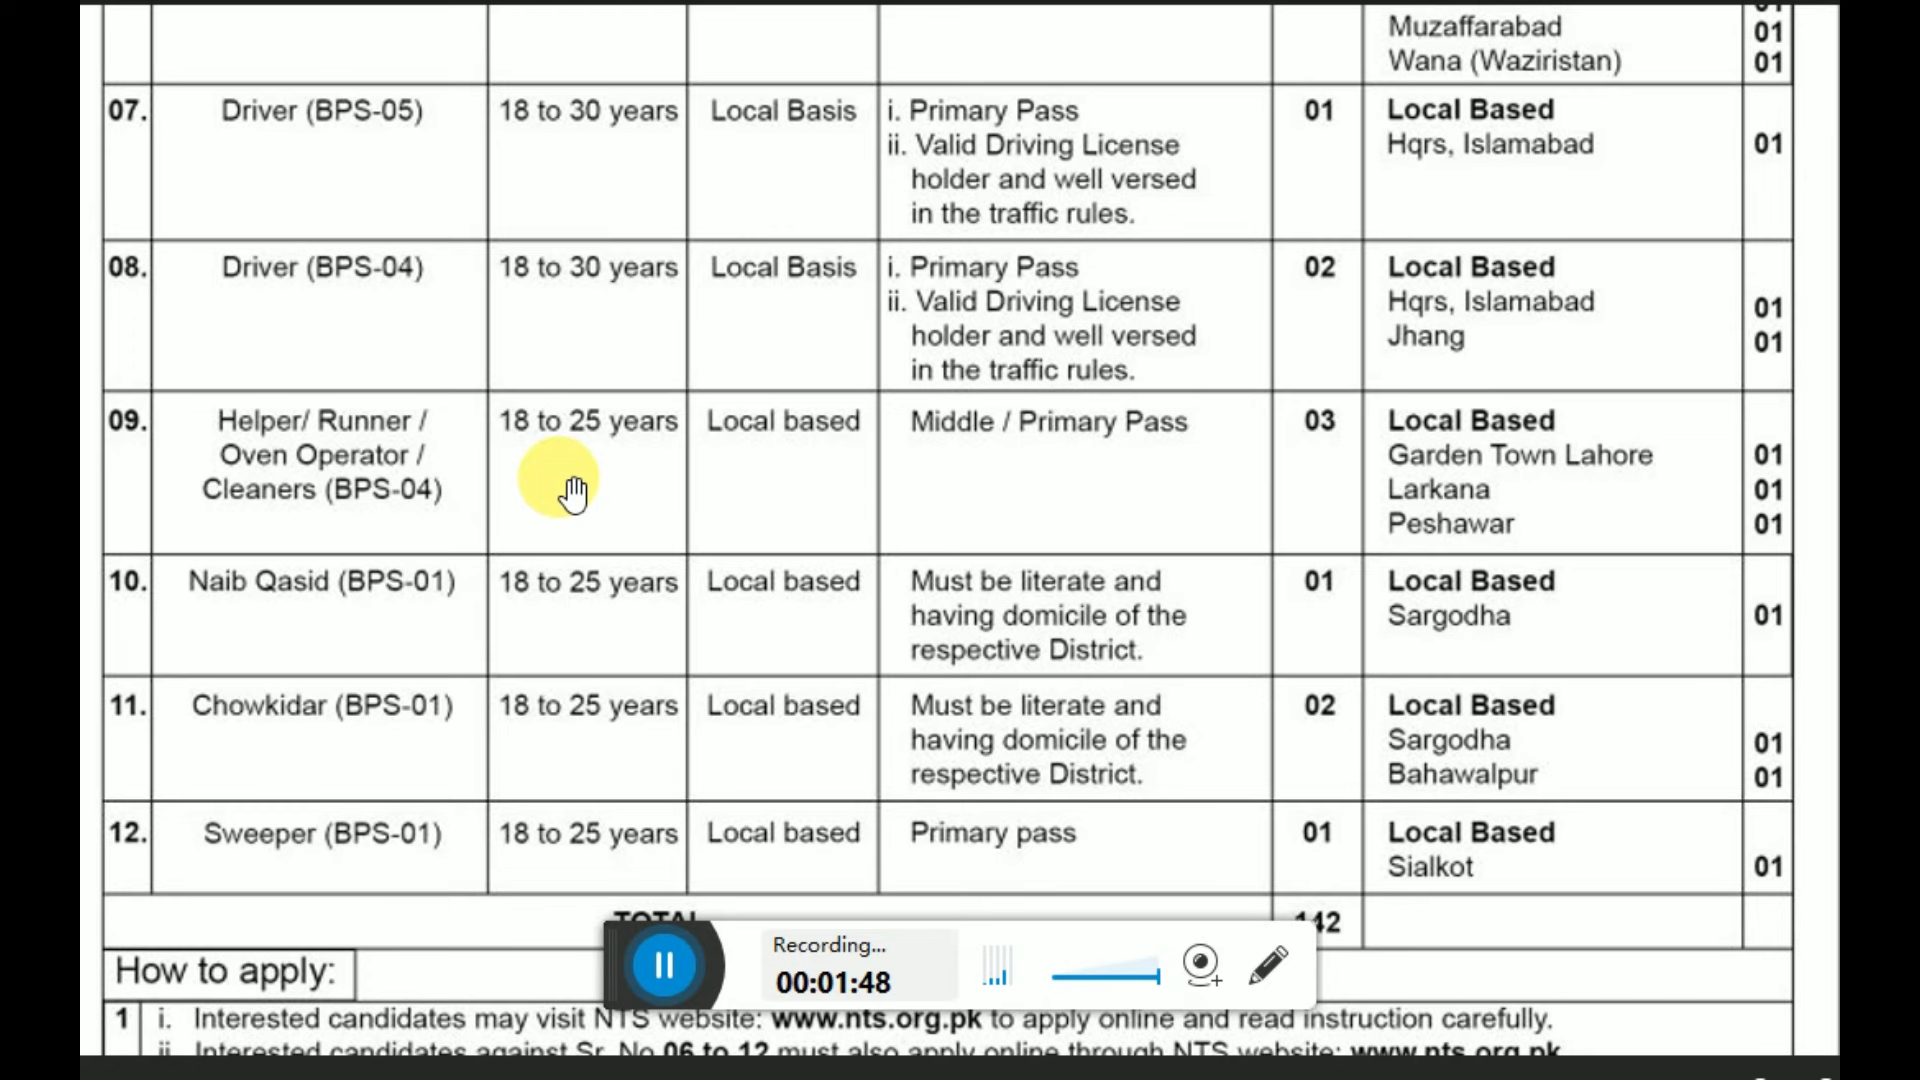 01
Muzaffarabad 01
Wana (Waziristan) 01
07. Driver (BPS-05) 18 to 30 years Local Basis i. Primary Pass 01 Local Based
ii. Valid Driving License Hqrs, Islamabad 01
holder and well versed
in the traffic rules.
08. Driver (BPS-04) 18 to 30 years Local Basis i. Primary Pass 02 Local Based
ii. Valid Driving License Hqrs, Islamabad 01
holder and well versed Jhang 01
in the traffic rules.
09. Helper/ Runner / 18 to 25 years Local based Middle / Primary Pass 03 Local Based
Oven Operator / Garden Town Lahore 01
Cleaners (BPS-04) Larkana 01
Peshawar 01
10. Naib Qasid (BPS-01) 18 to 25 years Local based Must be literate and 01 Local Based
having domicile of the Sargodha 01
respective District.
11. Chowkidar (BPS-01) 18 to 25 years Local based Must be literate and 02 Local Based
having domicile of the Sargodha 01
respective District. Bahawalpur 01
12. Sweeper (BPS-01) 18 to 25 years Local based Primary pass 01 Local Based
Sialkot 01
TOTAL 142
Recording...
00:01:48
How to apply:
1 i. Interested candidates may visit NTS website: www.nts.org.pk to apply online and read instruction carefully.
ii. Interested candidates against Sr. No 06 to 12 must also apply online through NTS website: www.nts.org.pk